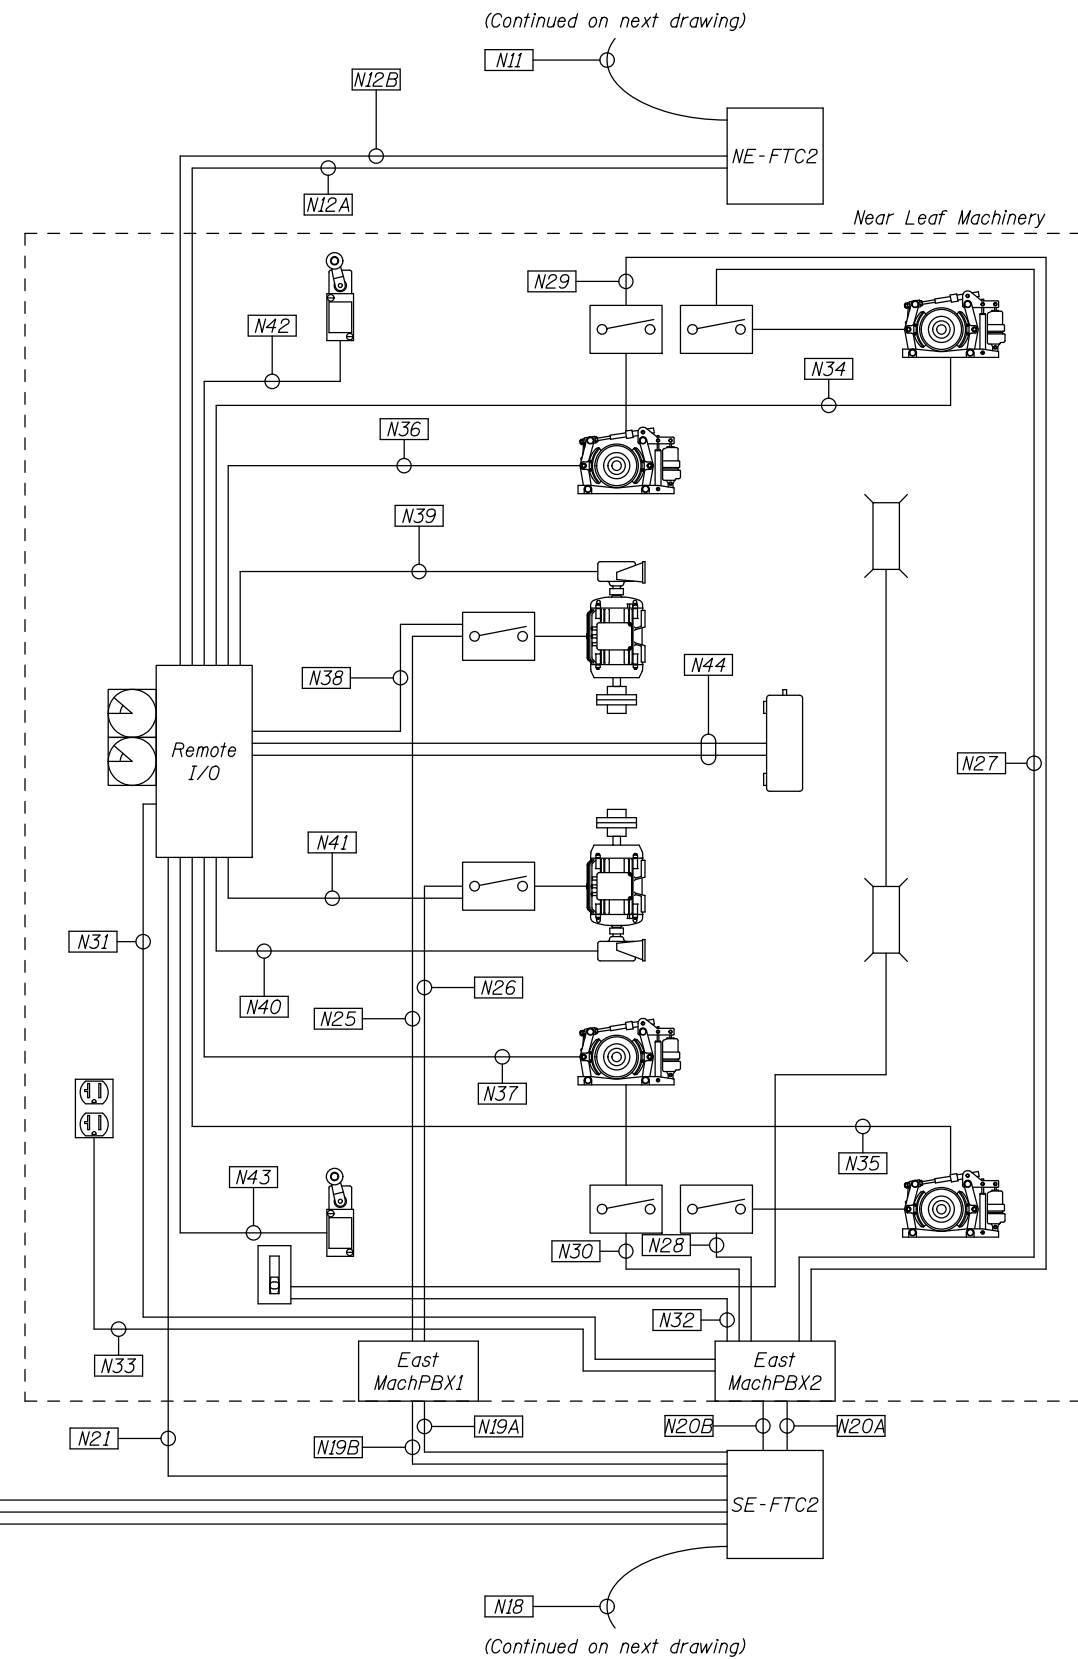 (Continued on next drawing)
N11
N12B
NE-FTC2
N12A
Near Leaf Machinery
N29
N42
N34
N36
N39
N44
N38
Remote
I/O
N27
N41
N31
N26
N40
N25
N37
N35
N43
N28
N30
N32
East
MachPBX1
East
MachPBX2
N33
N19A
N20B
N20A
N21
N19B
SE-FTC2
N18
(Continued on next drawing)